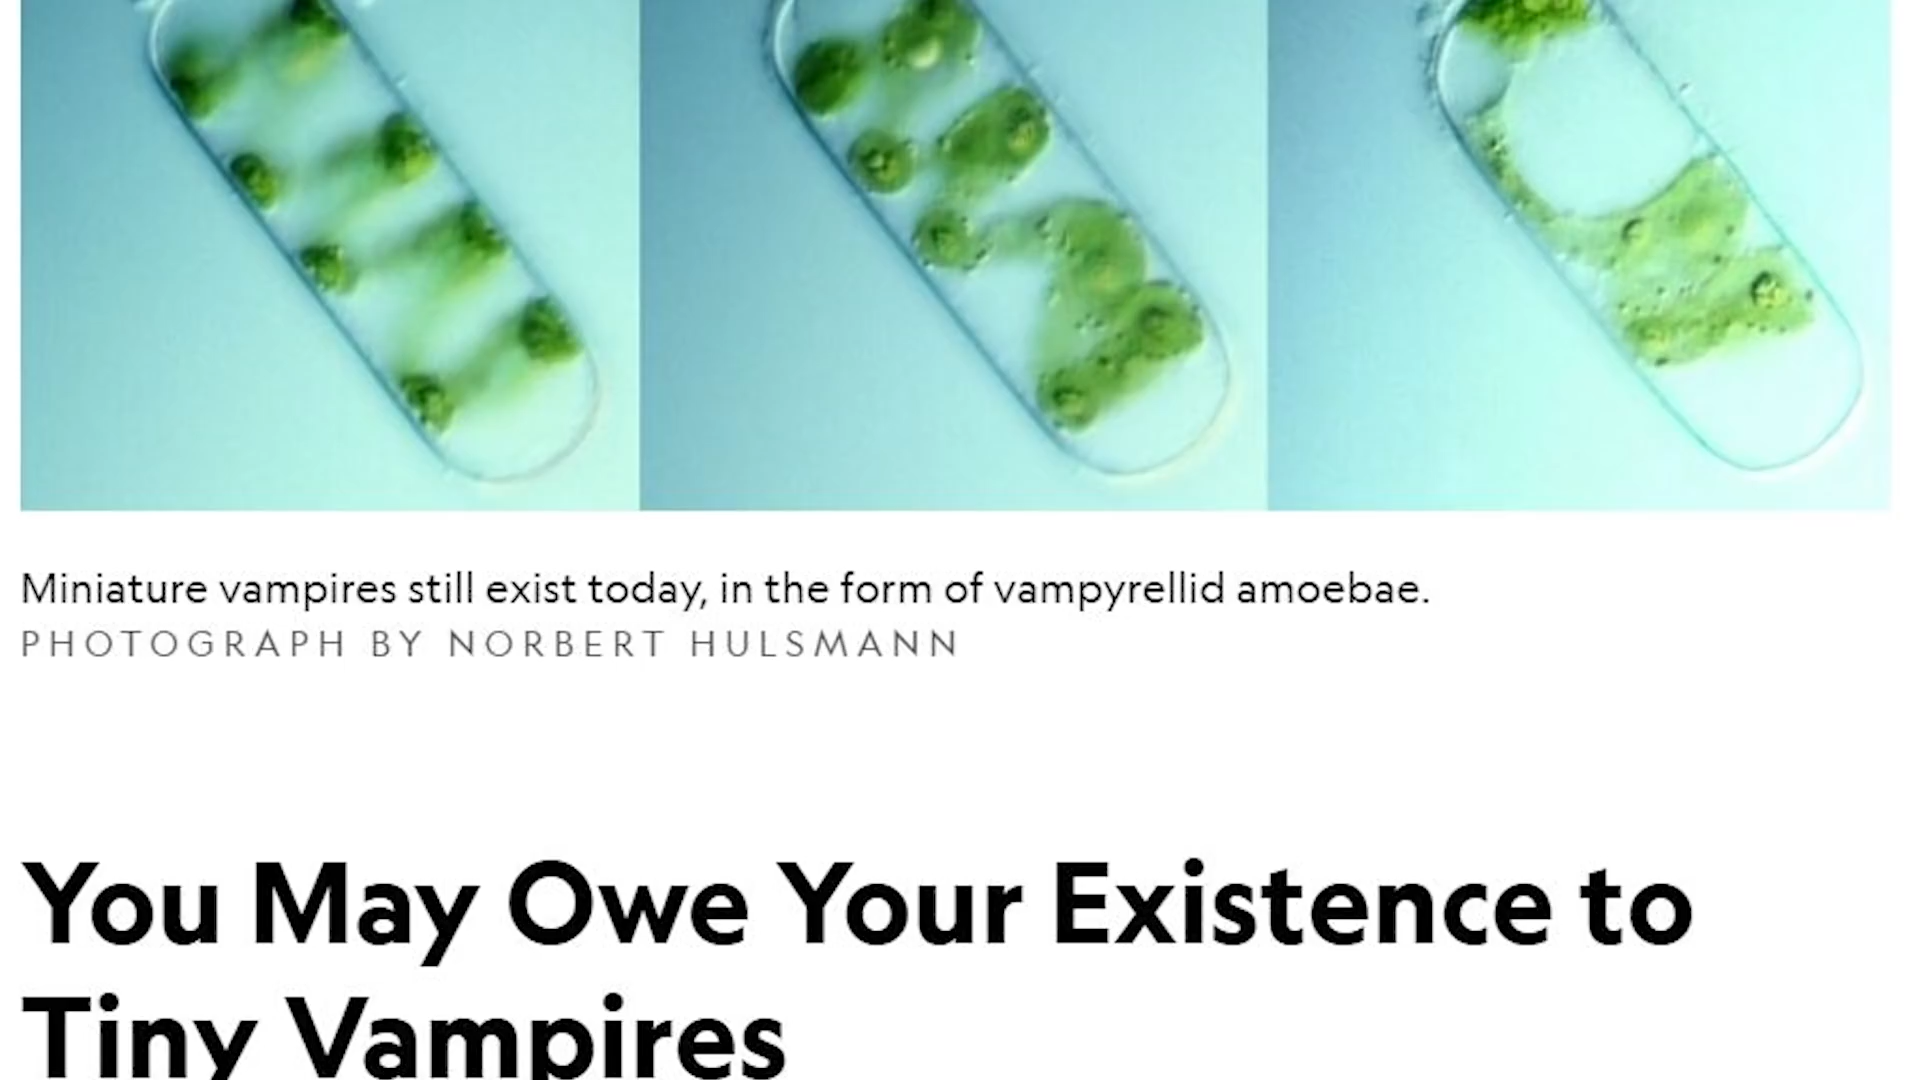 Miniature vampires still exist today, in the form of vampyrellid amoebae.
PHOTOGRAPH BY NORBERT HULSMANN
You May Owe Your Existence to
Tiny Vampires